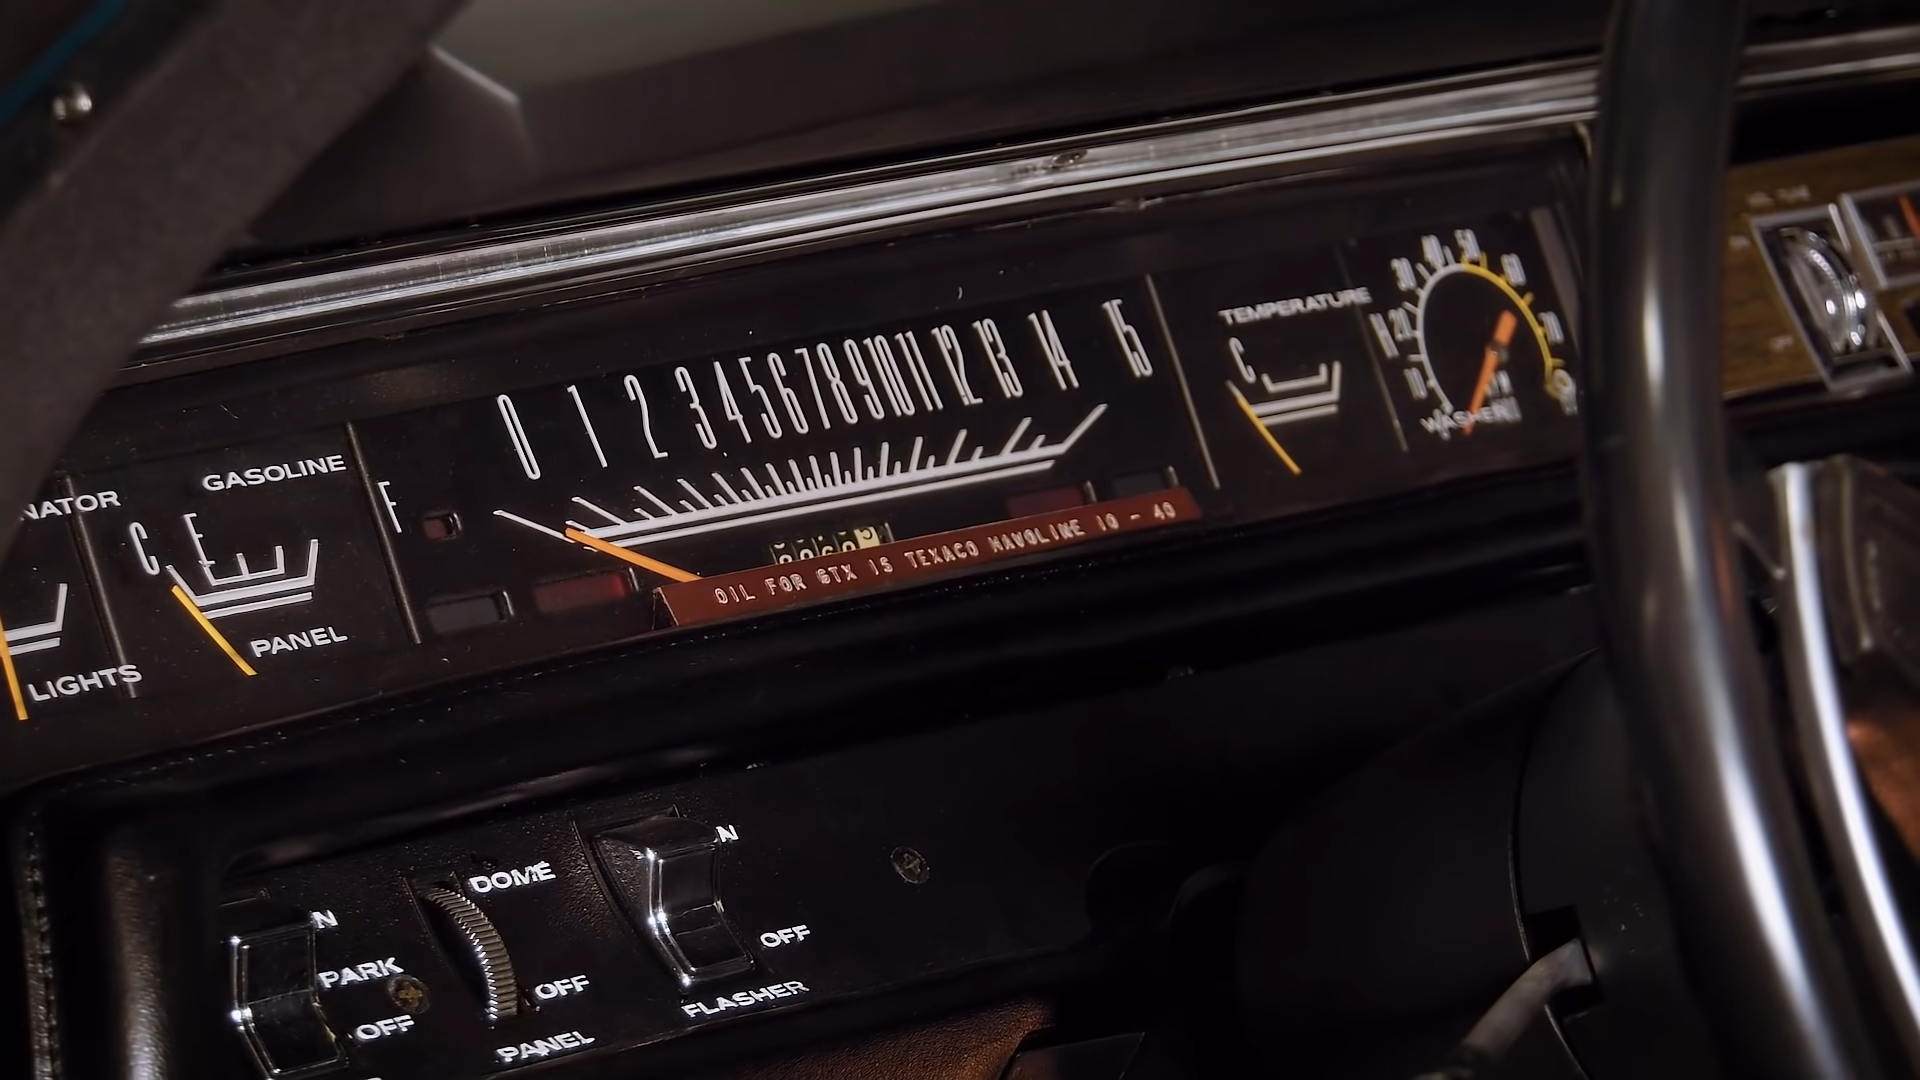 NATOR
LIGHTS
GASOLINE
C E F
PANEL
0 1 2 3 4 5 6 7 8 9 10 11 12 13 14 15
OIL FOR GTX IS TEXACO HAVOLINE 10 - 40
TEMPERATURE
C
10 20 30 40 50 60 70
WASHER
N
PARK
OFF
DOME
OFF
PANEL
N
OFF
FLASHER